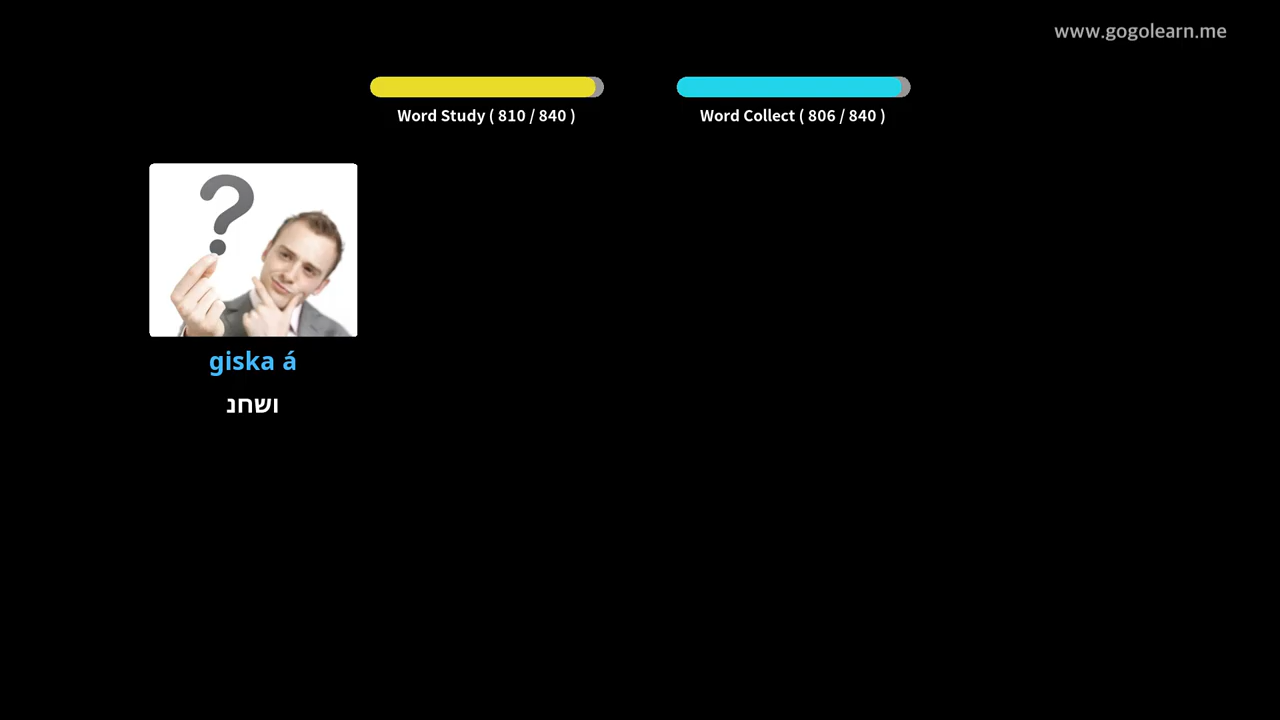 www.gogolearn.me
Word Study ( 810 / 840 )
Word Collect ( 806 / 840 )
giska á
ושחנ